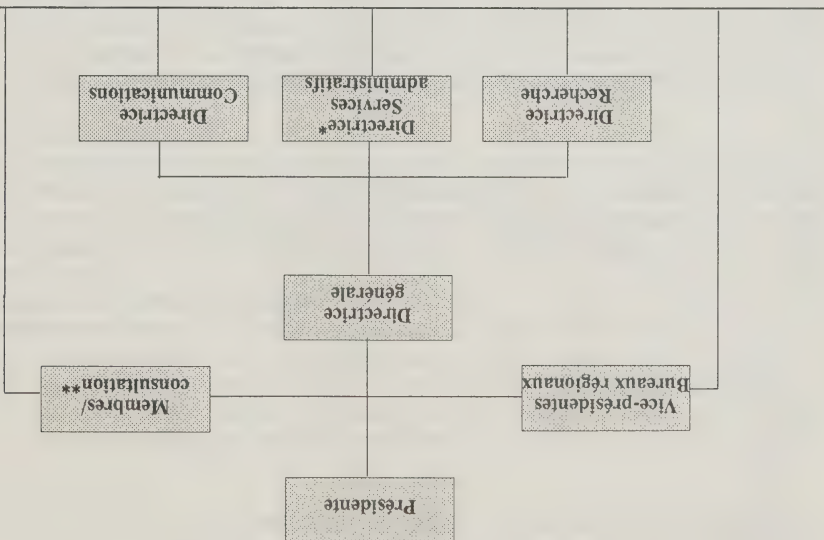 Présidente
Vice-présidentes
Bureaux régionaux
Membres/
consultation**
Directrice
générale
Directrice
Recherche
Directrice*
Services
administratifs
Directrice
Communications